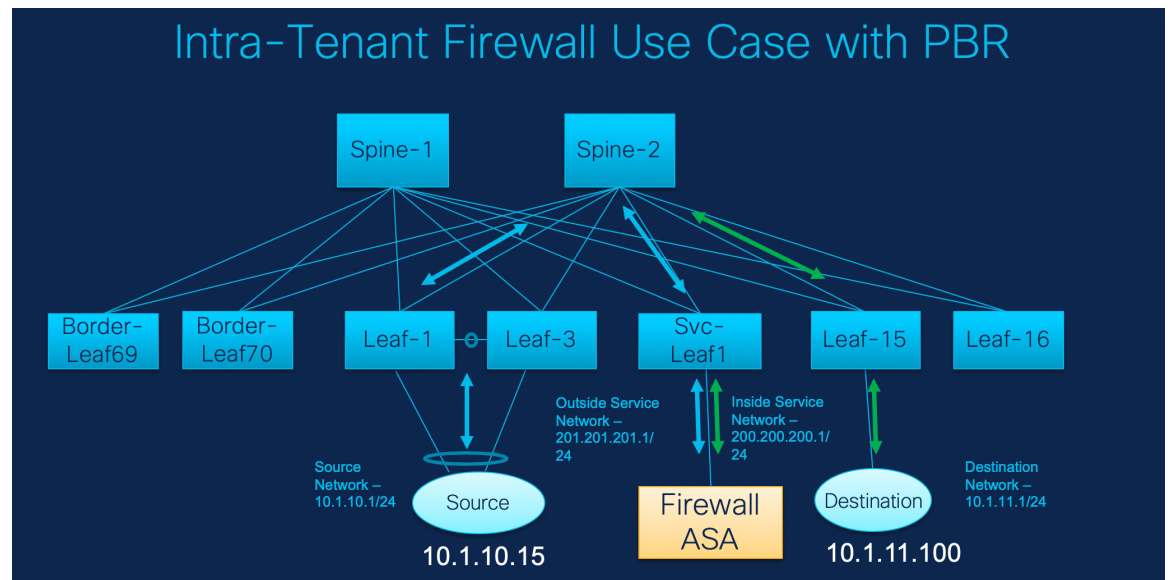 Intra-Tenant Firewall Use Case with PBR
Spine-1
Spine-2
Border-
Leaf69
Border-
Leaf70
Leaf-1
Leaf-3
Svc-
Leaf1
Leaf-15
Leaf-16
Source
Network –
10.1.10.1/24
Source
10.1.10.15
Outside Service
Network –
201.201.201.1/
24
Inside Service
Network –
200.200.200.1/
24
Firewall
ASA
Destination
10.1.11.100
Destination
Network –
10.1.11.1/24